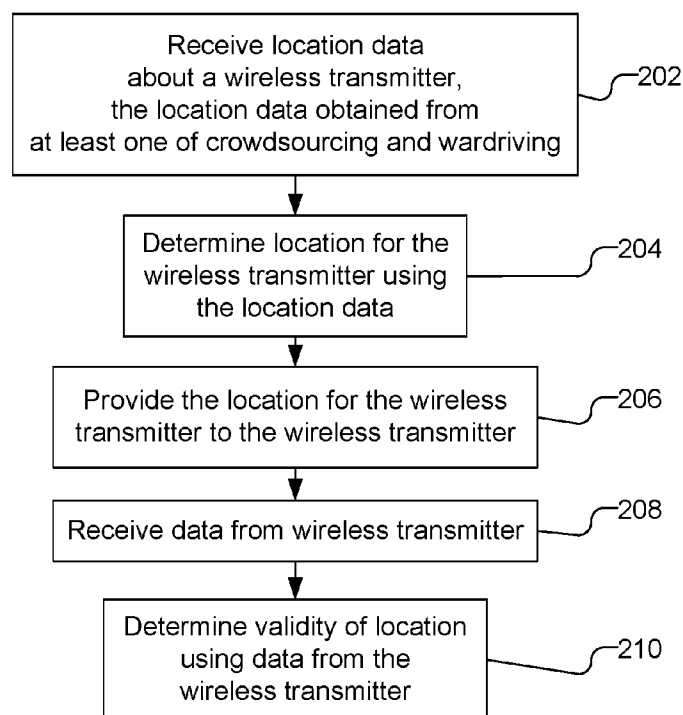 Receive location data
about a wireless transmitter,
the location data obtained from
at least one of crowdsourcing and wardriving
202
Determine location for the
wireless transmitter using
the location data
204
Provide the location for the wireless
transmitter to the wireless transmitter
206
Receive data from wireless transmitter
208
Determine validity of location
using data from the
wireless transmitter
210